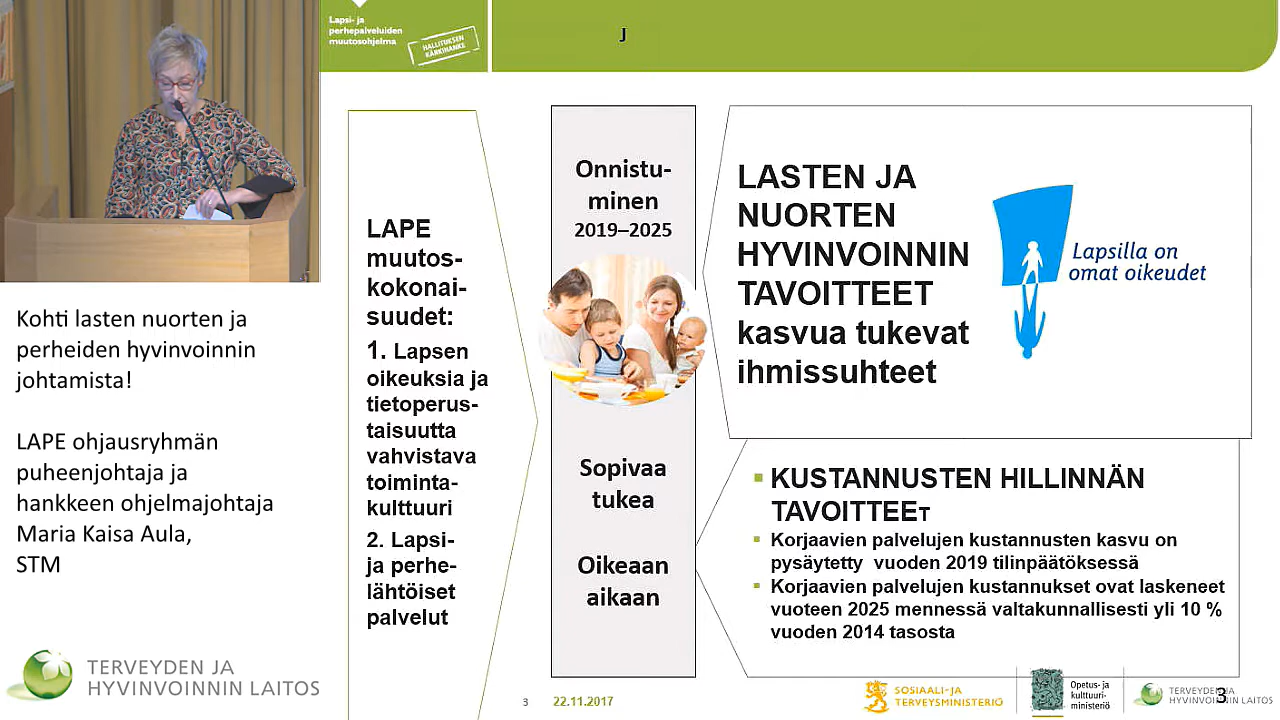 Lapsi- ja
perhepalveluiden
muutosohjelma
HALLITUKSEN
KÄRKIHANKE
J
LAPE
muutos-
kokonai-
suudet:
1. Lapsen
oikeuksia ja
tietoperus-
taisuutta
vahvistava
toiminta-
kulttuuri
2. Lapsi-
ja perhe-
lähtöiset
palvelut
Onnistu-
minen
2019–2025
Sopivaa
tukea
Oikeaan
aikaan
LASTEN JA
NUORTEN
HYVINVOINNIN
TAVOITTEET
kasvua tukevat
ihmissuhteet
Lapsilla on
omat oikeudet
KUSTANNUSTEN HILLINNÄN
TAVOITTEET
Korjaavien palvelujen kustannusten kasvu on
pysäytetty vuoden 2019 tilinpäätöksessä
Korjaavien palvelujen kustannukset ovat laskeneet
vuoteen 2025 mennessä valtakunnallisesti yli 10 %
vuoden 2014 tasosta
Kohti lasten nuorten ja
perheiden hyvinvoinnin
johtamista!
LAPE ohjausryhmän
puheenjohtaja ja
hankkeen ohjelmajohtaja
Maria Kaisa Aula,
STM
TERVEYDEN JA
HYVINVOINNIN LAITOS
3
22.11.2017
SOSIAALI- JA
TERVEYSMINISTERIÖ
Opetus- ja
kulttuuri-
ministeriö
TERVEYDEN JA
HYVINVOINNIN LAITOS
3